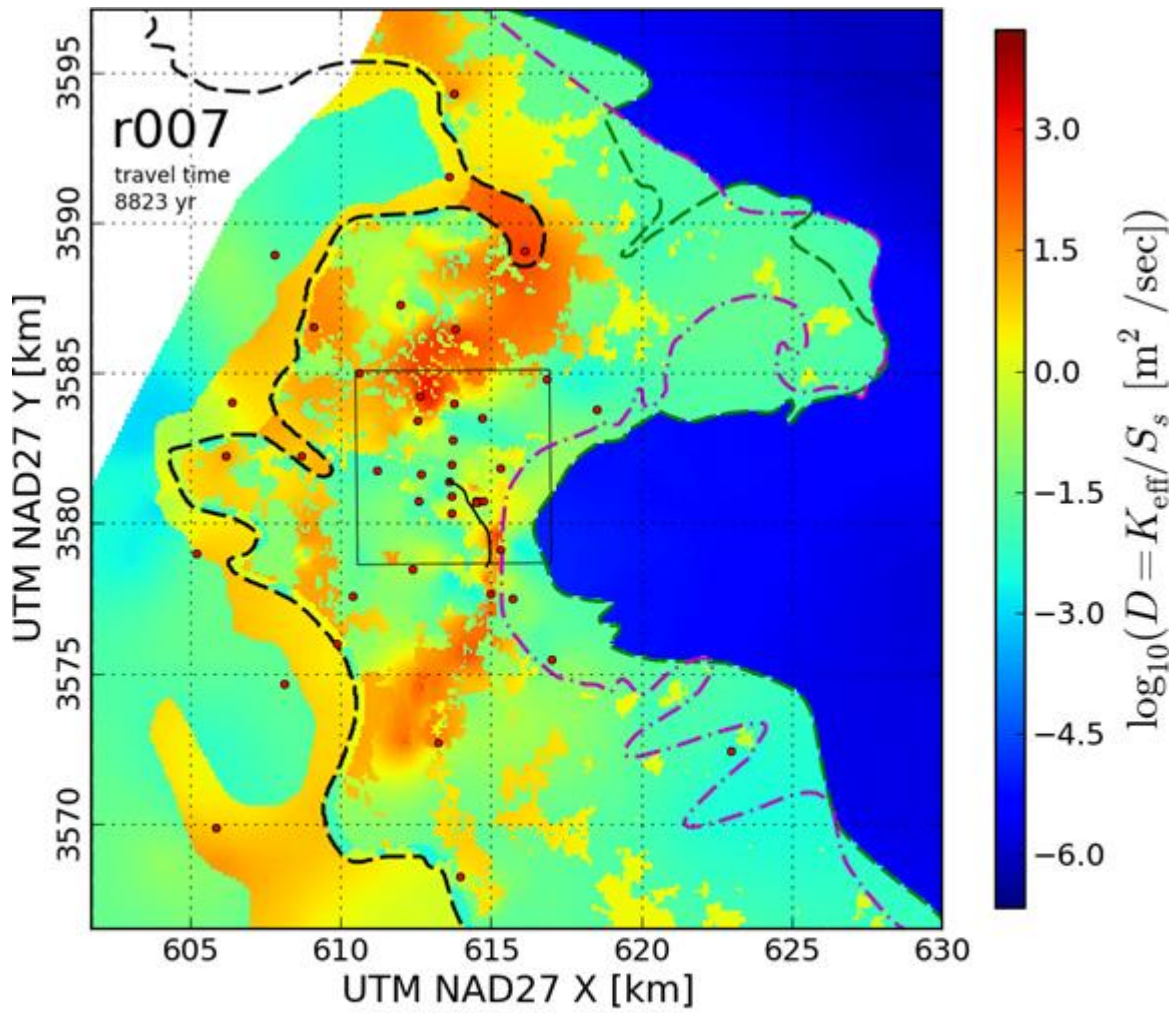 r007
travel time
8823 yr
3595
3590
3585
3580
3575
3570
UTM NAD27 Y [km]
605 610 615 620 625 630
UTM NAD27 X [km]
3.0
1.5
0.0
−1.5
−3.0
−4.5
−6.0
log₁₀(D = K_eff/S_s [m² /sec])